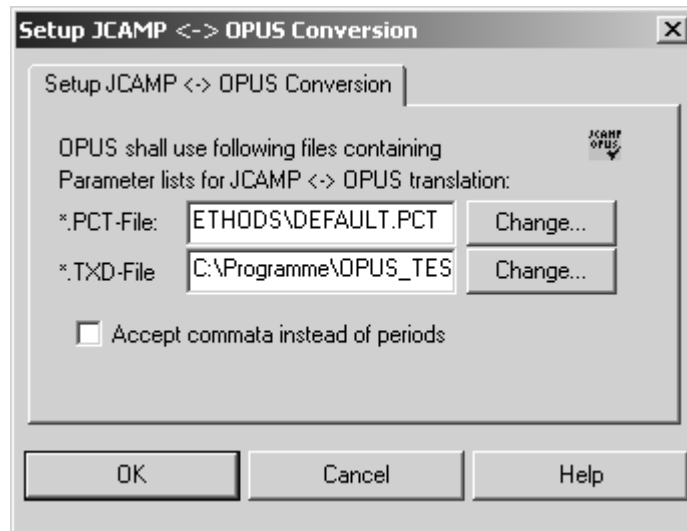 Setup JCAMP <-> OPUS Conversion
Setup JCAMP <-> OPUS Conversion
OPUS shall use following files containing
JCAMP
OPUS
Parameter lists for JCAMP <-> OPUS translation:
*.PCT-File: ETHODS\DEFAULT.PCT Change...
*.TXD-File C:\Programme\OPUS_TES Change...
Accept commata instead of periods
OK Cancel Help